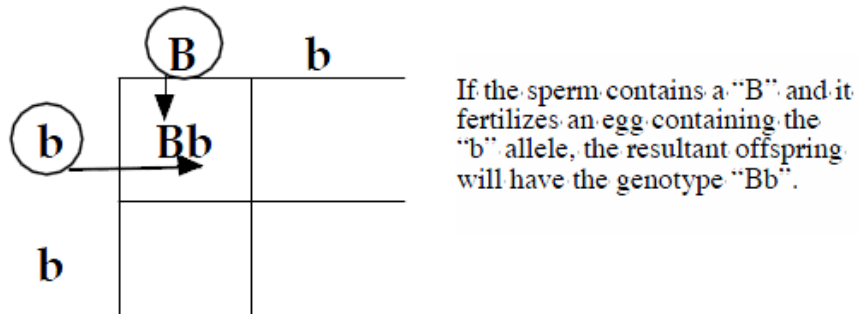 B b
b Bb
b
If the sperm contains a “B” and it
fertilizes an egg containing the
“b” allele, the resultant offspring
will have the genotype “Bb”.